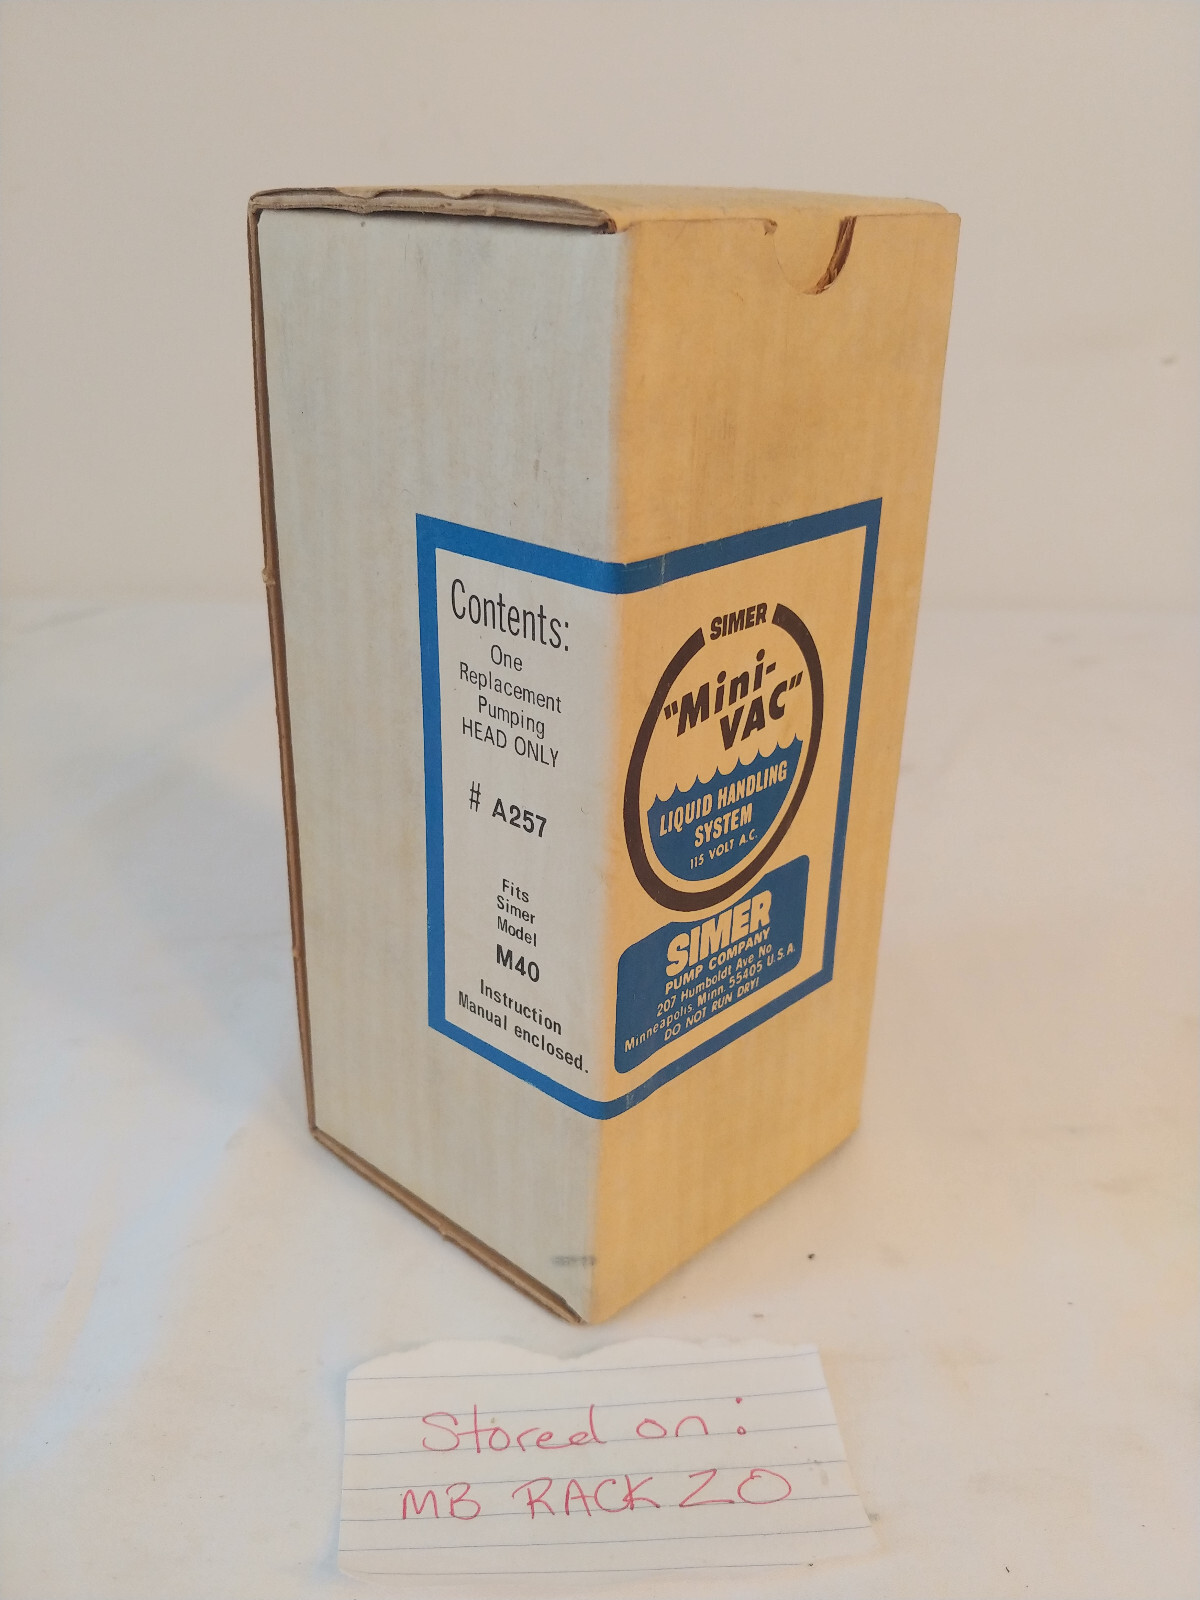 Contents:
One
Replacement
Pumping
HEAD ONLY
# A257
Fits
Simer
Model
M40
Instruction
Manual enclosed.
SIMER
"Mini-
VAC"
LIQUID HANDLING
SYSTEM
115 VOLT A.C.
SIMER
PUMP COMPANY
207 Humboldt Ave No
Minneapolis, Minn. 55405 U.S.A.
DO NOT RUN DRY!
Stored on:
MB RACK 20